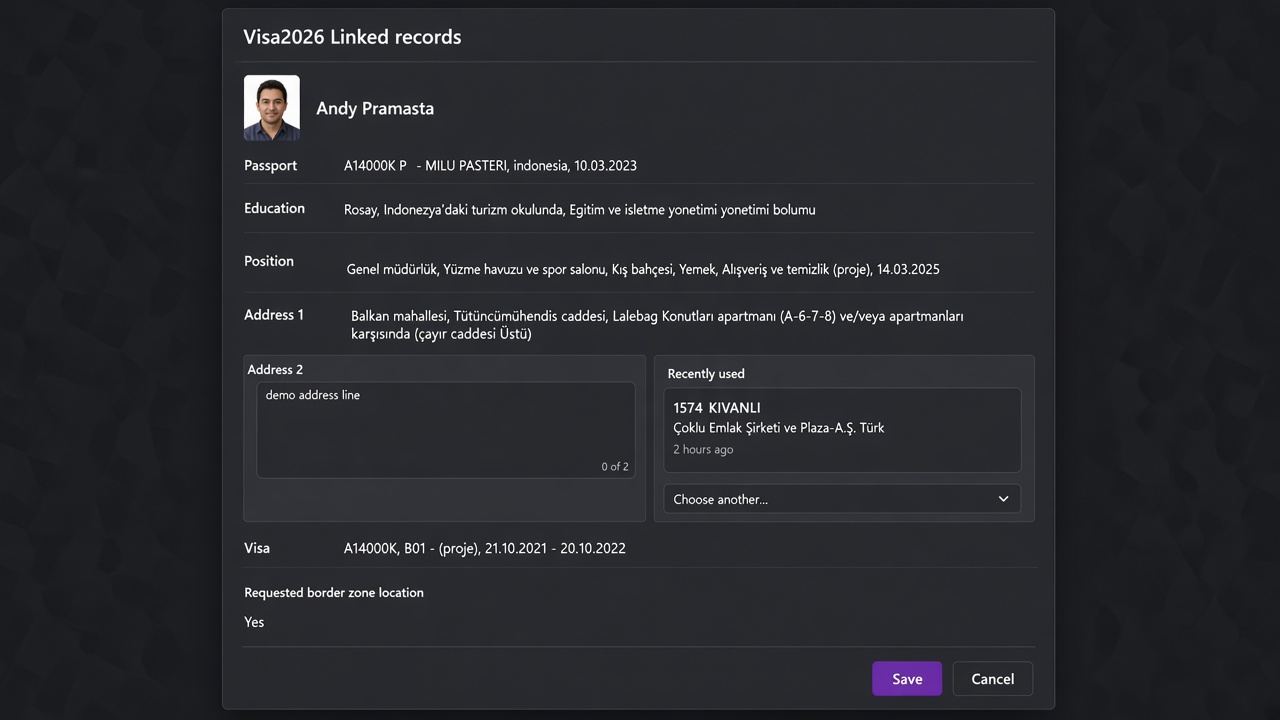 Visa2026 Linked records
Andy Pramasta
Passport A14000K P - MILU PASTERI, indonesia, 10.03.2023
Education Rosay, Indonezya'daki turizm okulunda, Egitim ve isletme yonetimi yonetimi bolumu
Position Genel müdürlük, Yüzme havuzu ve spor salonu, Kış bahçesi, Yemek, Alışveriş ve temizlik (proje), 14.03.2025
Address 1 Balkan mahallesi, Tütüncümühendis caddesi, Lalebag Konutları apartmanı (A-6-7-8) ve/veya apartmanları
karşısında (çayır caddesi Üstü)
Address 2
demo address line
0 of 2
Recently used
1574 KIVANLI
Çoklu Emlak Şirketi ve Plaza-A.Ş. Türk
2 hours ago
Choose another...
Visa A14000K, B01 - (proje), 21.10.2021 - 20.10.2022
Requested border zone location
Yes
Save Cancel